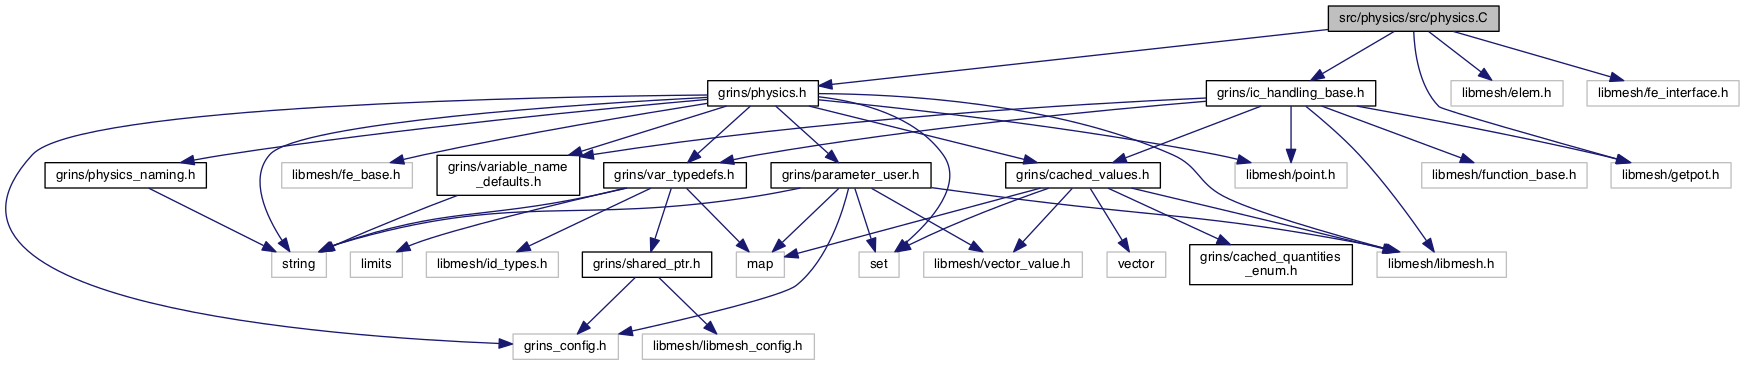 src/physics/src/physics.C
grins/physics.h
grins/ic_handling_base.h
libmesh/elem.h
libmesh/fe_interface.h
grins/physics_naming.h
libmesh/fe_base.h
grins/variable_name
_defaults.h
grins/var_typedefs.h
grins/parameter_user.h
grins/cached_values.h
libmesh/point.h
libmesh/function_base.h
libmesh/getpot.h
string
limits
libmesh/id_types.h
grins/shared_ptr.h
map
set
libmesh/vector_value.h
vector
grins/cached_quantities
_enum.h
libmesh/libmesh.h
grins_config.h
libmesh/libmesh_config.h